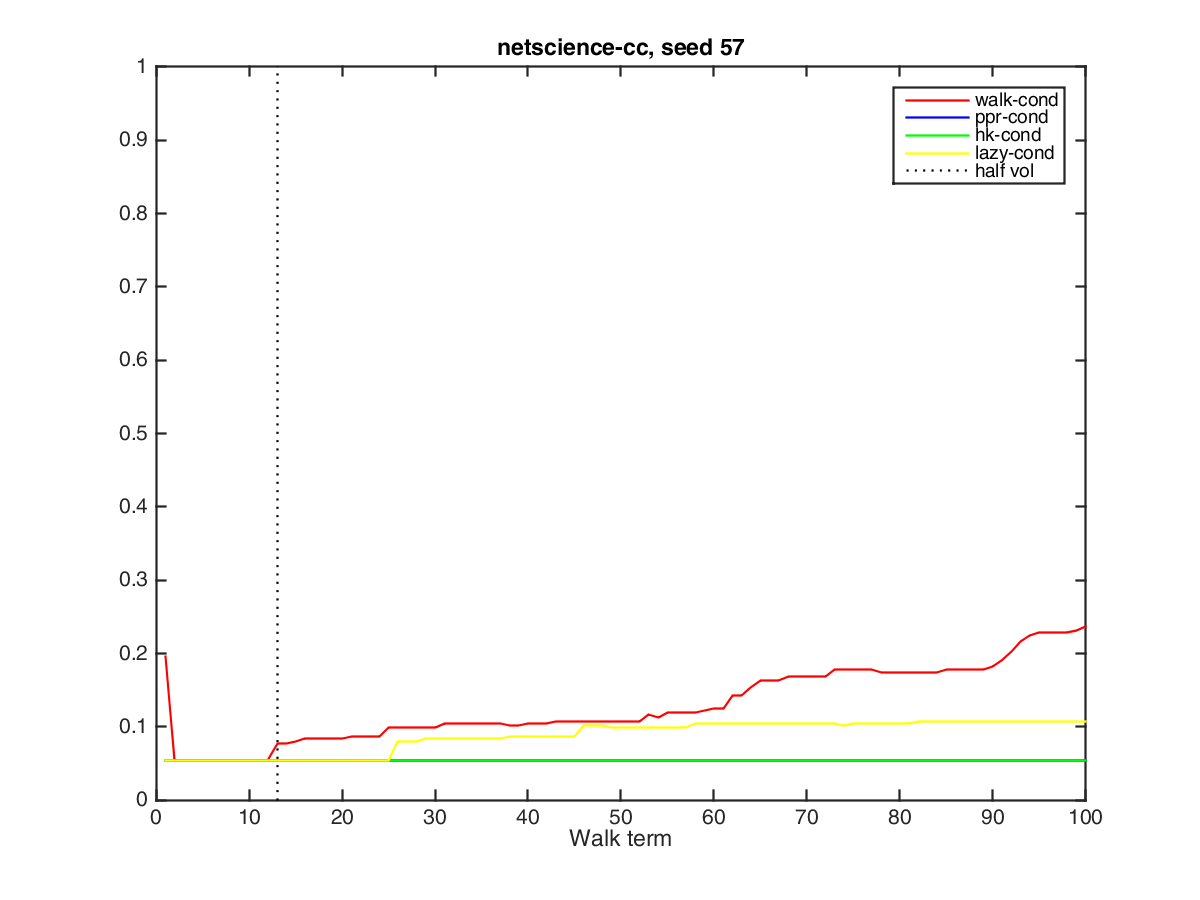 netscience-cc, seed 57
1
0.9
0.8
0.7
0.6
0.5
0.4
0.3
0.2
0.1
0
walk-cond
ppr-cond
hk-cond
lazy-cond
half vol
0 10 20 30 40 50 60 70 80 90 100
Walk term